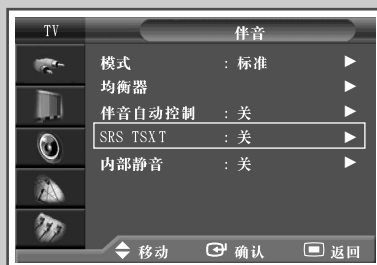 TV 伴音
模式 : 标准
均衡器
伴音自动控制 : 关
SRS TSXT : 关
内部静音 : 关
移动 确认 返回